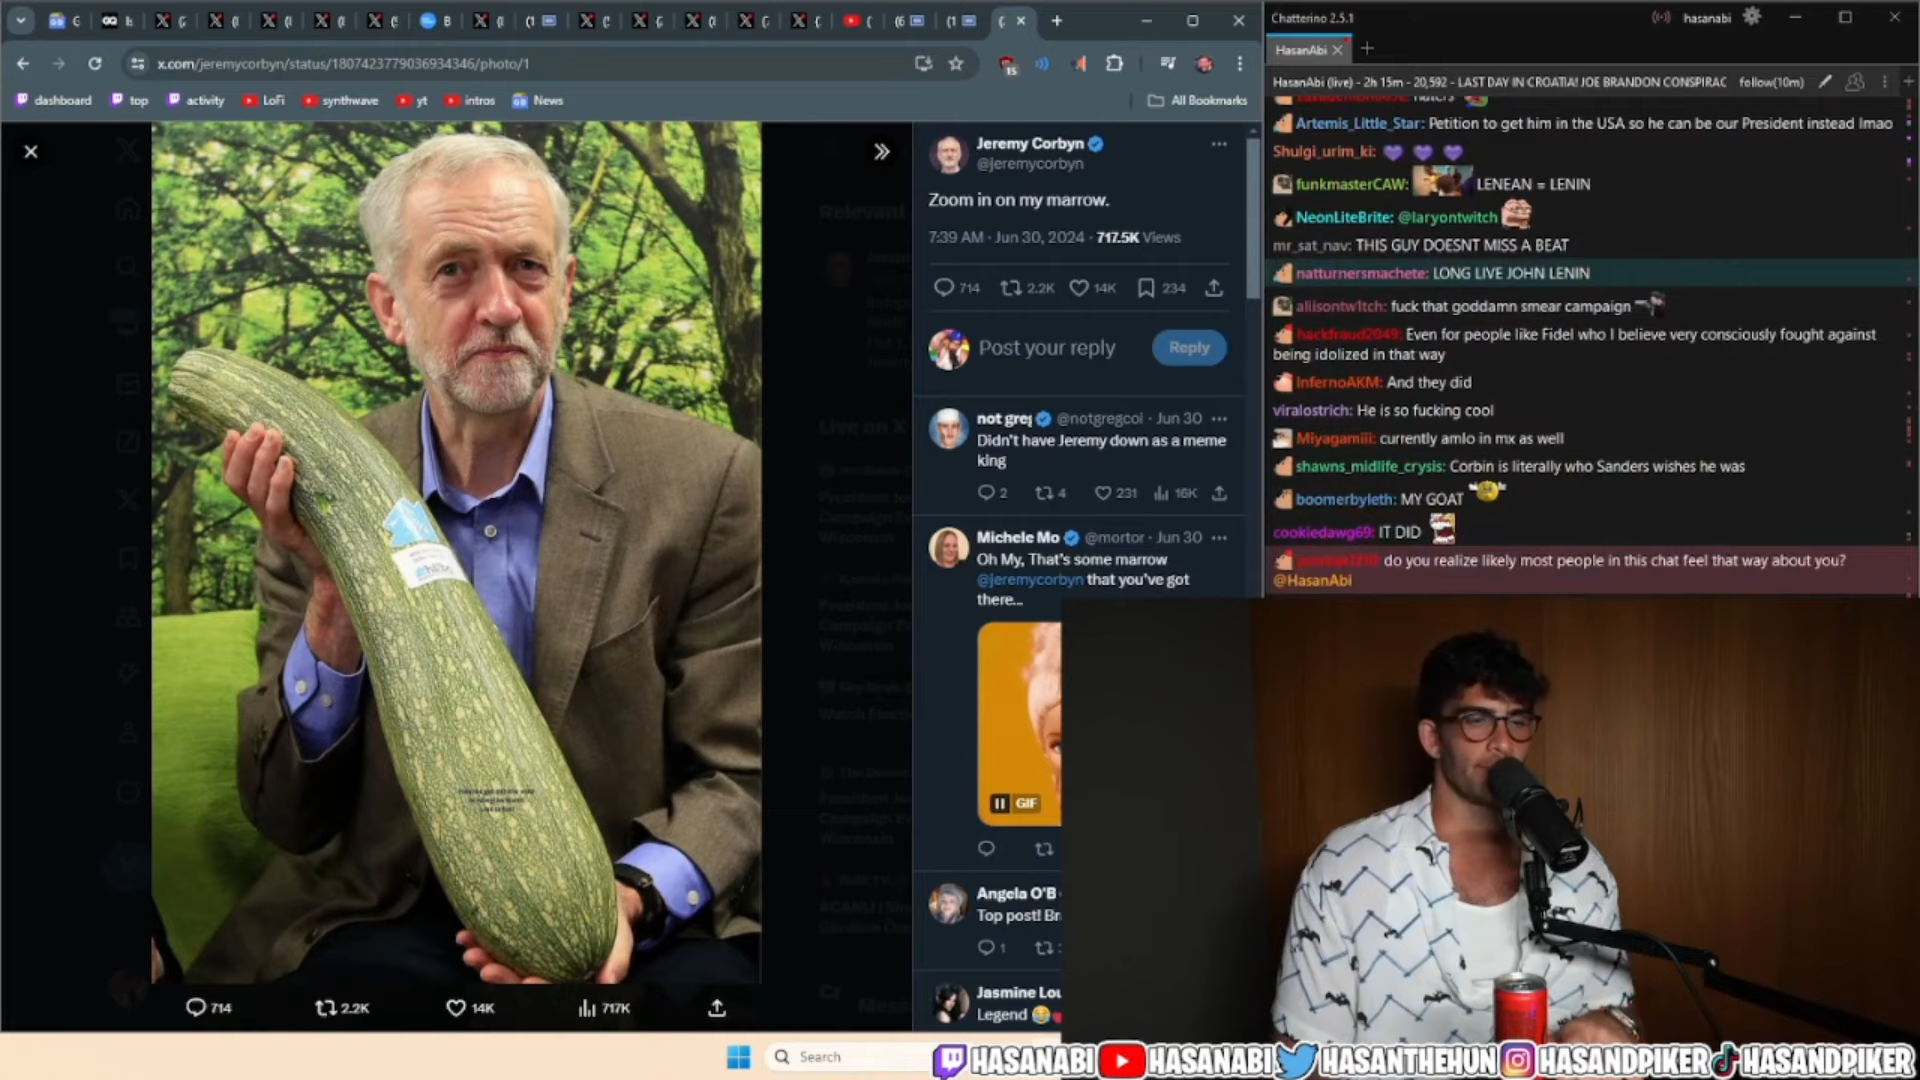 Chatterino 2.5.1
hasanabi
x.com/jeremycorbyn/status/1807423779036934346/photo/1
15
HasanAbi
HasanAbi (live) - 2h 15m - 20,592 - LAST DAY IN CROATIA! JOE BRANDON CONSPIRAC
follow(10m)
dashboard
top
activity
LoFi
synthwave
yt
intros
News
All Bookmarks
Jeremy Corbyn
@jeremycorbyn
Zoom in on my marrow.
7:39 AM · Jun 30, 2024 · 717.5K Views
714
2.2K
14K
234
Post your reply
Reply
not greg @notgregcoi · Jun 30
Didn't have Jeremy down as a meme
king
2
4
231
16K
Michele Mo @mortor · Jun 30
Oh My, That's some marrow
@jeremycorbyn that you've got
there...
GIF
Angela O'B
Top post! Br
1
Jasmine Lou
Legend
714
2.2K
14K
717K
Artemis_Little_Star: Petition to get him in the USA so he can be our President instead lmao
Shulgi_urim_ki:
funkmasterCAW: LENEAN = LENIN
NeonLiteBrite: @laryontwitch
mr_sat_nav: THIS GUY DOESNT MISS A BEAT
natturnersmachete: LONG LIVE JOHN LENIN
aliisontw1tch: fuck that goddamn smear campaign
hackfraud2049: Even for people like Fidel who I believe very consciously fought against
being idolized in that way
InfernoAKM: And they did
viralostrich: He is so fucking cool
Miyagamiii: currently amlo in mx as well
shawns_midlife_crysis: Corbin is literally who Sanders wishes he was
boomerbyleth: MY GOAT
cookiedawg69: IT DID
do you realize likely most people in this chat feel that way about you?
@HasanAbi
Search
HASANABI
HASANABI
HASANTHEHUN
HASANDPIKER
HASANDPIKER